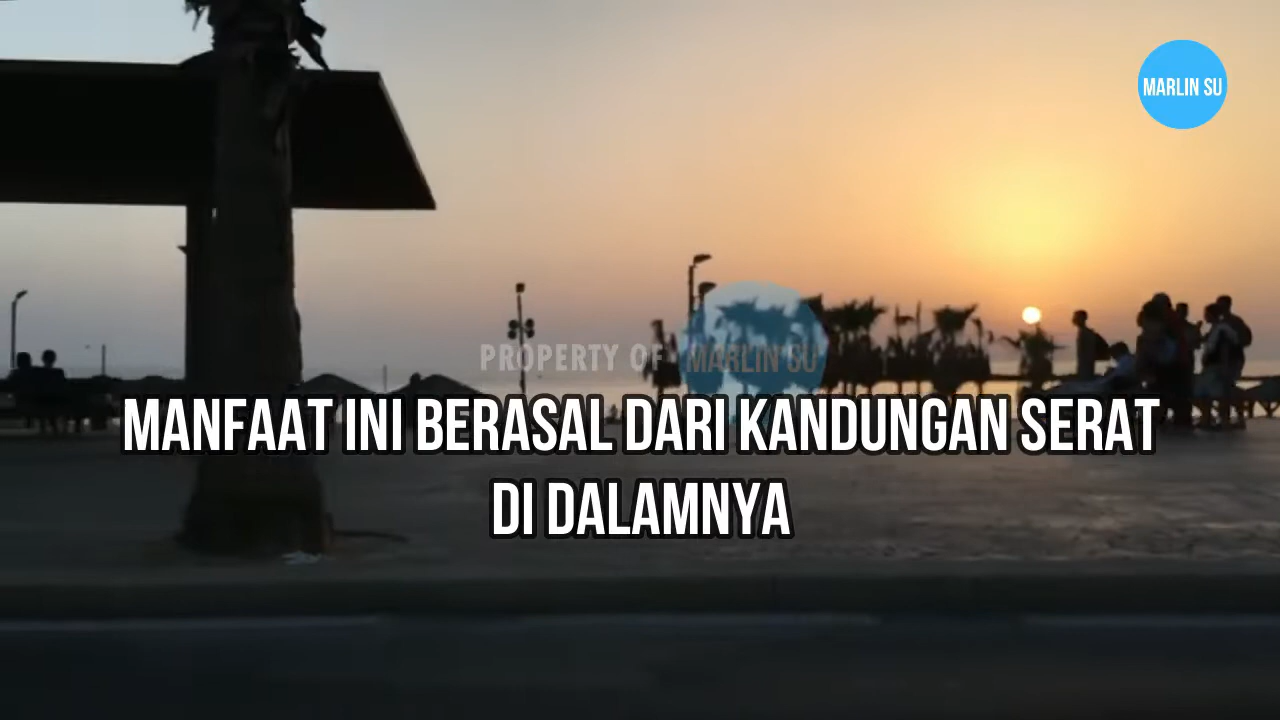 MARLIN SU
PROPERTY OF MARLIN SU
MANFAAT INI BERASAL DARI KANDUNGAN SERAT
DI DALAMNYA